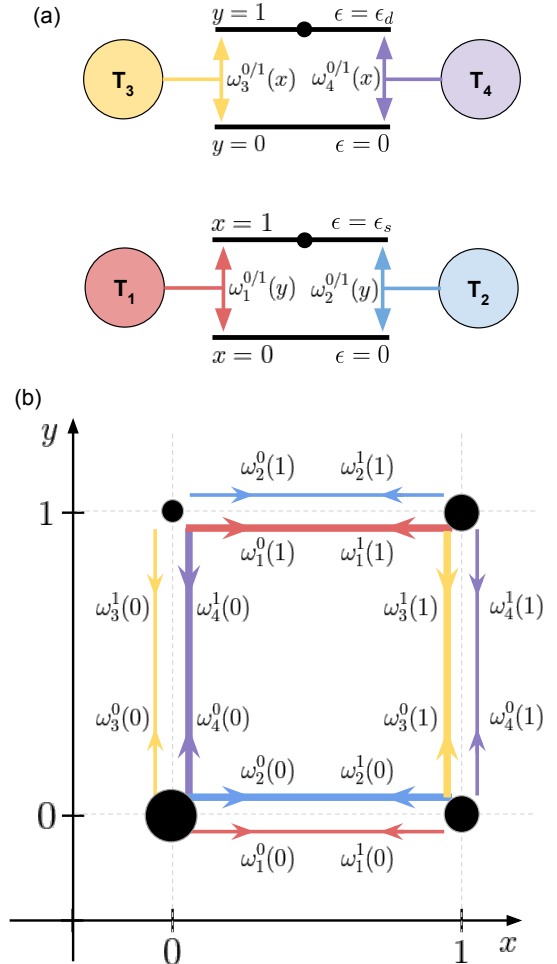 (a)
y = 1 ϵ = ϵ_d
T₃ ω₃^{0/1}(x) ω₄^{0/1}(x) T₄
y = 0 ϵ = 0
x = 1 ϵ = ϵ_s
T₁ ω₁^{0/1}(y) ω₂^{0/1}(y) T₂
x = 0 ϵ = 0
(b)
y
ω₂⁰(1) ω₂¹(1)
1
ω₁⁰(1) ω₁¹(1)
ω₃¹(0) ω₄¹(0) ω₃¹(1) ω₄¹(1)
ω₃⁰(0) ω₄⁰(0) ω₃⁰(1) ω₄⁰(1)
ω₂⁰(0) ω₂¹(0)
0
ω₁⁰(0) ω₁¹(0)
0 1 x